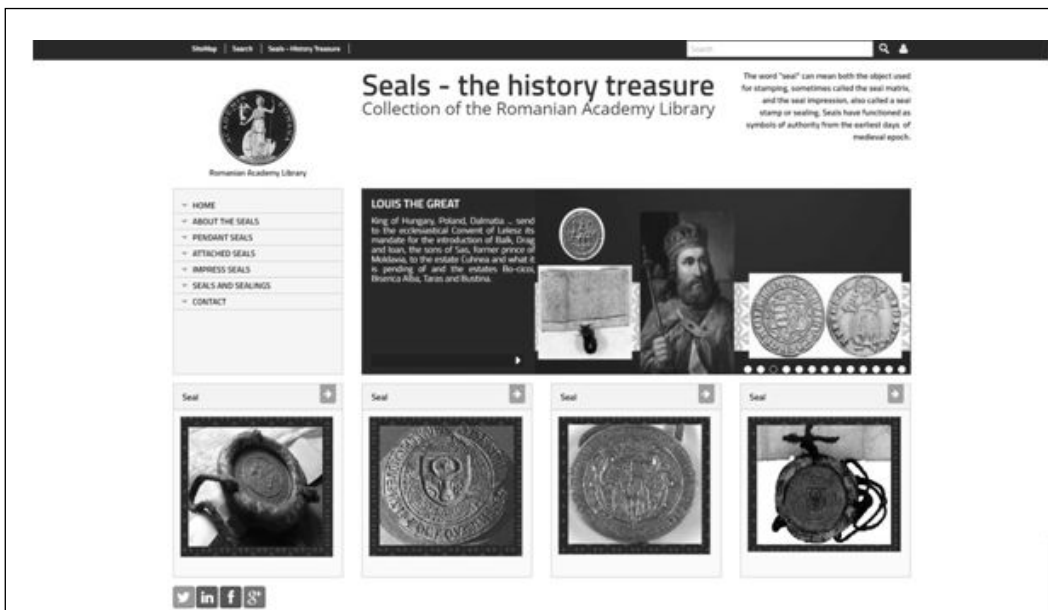 SiteMap | Search | Seals - History Treasure |
Search
Seals - the history treasure
Collection of the Romanian Academy Library
The word "seal" can mean both the object used
for stamping, sometimes called the seal matrix,
and the seal impression, also called a seal
stamp or sealing. Seals have functioned as
symbols of authority from the earliest days of
medieval epoch.
Romanian Academy Library
HOME
ABOUT THE SEALS
PENDANT SEALS
ATTACHED SEALS
IMPRESS SEALS
SEALS AND SEALINGS
CONTACT
LOUIS THE GREAT
King of Hungary, Poland, Dalmatia ... send
to the ecclesiastical Convent of Lelesz its
mandate for the introduction of Balk, Drag
and Ioan, the sons of Sas, former prince of
Moldavia, to the estate Cuhnea and what it
is pending of and the estates Bo-cicoi,
Biserica Alba, Taras and Bustina.
Seal
Seal
Seal
Seal